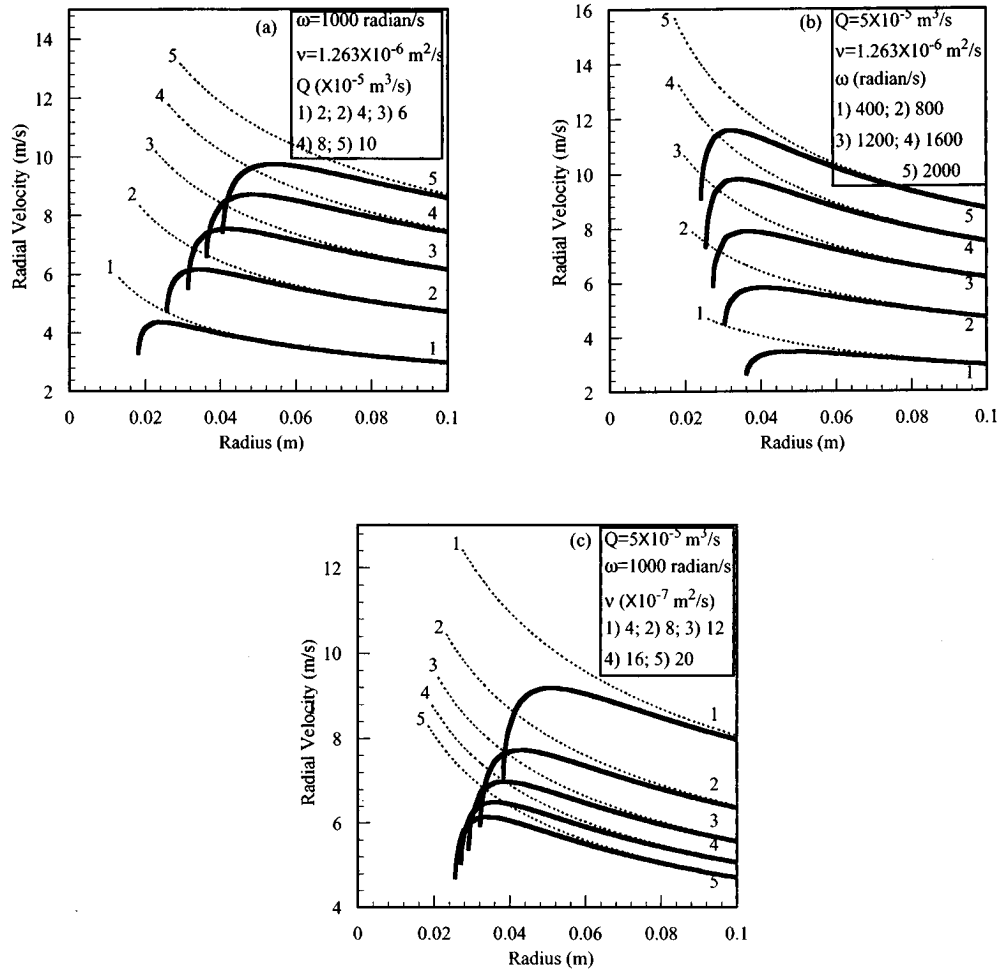 (a)
ω=1000 radian/s
ν=1.263X10⁻⁶ m²/s
Q (X10⁻⁵ m³/s)
1) 2; 2) 4; 3) 6
4) 8; 5) 10
14
12
10
8
6
4
2
Radial Velocity (m/s)
5
4
3
2
1
5
4
3
2
1
0
0.02
0.04
0.06
0.08
0.1
Radius (m)
(b)
Q=5X10⁻⁵ m³/s
ν=1.263X10⁻⁶ m²/s
ω (radian/s)
1) 400; 2) 800
3) 1200; 4) 1600
5) 2000
16
14
12
10
8
6
4
2
Radial Velocity (m/s)
5
4
3
2
1
5
4
3
2
1
0
0.02
0.04
0.06
0.08
0.1
Radius (m)
(c)
Q=5X10⁻⁵ m³/s
ω=1000 radian/s
ν (X10⁻⁷ m²/s)
1) 4; 2) 8; 3) 12
4) 16; 5) 20
12
10
8
6
4
Radial Velocity (m/s)
1
2
3
4
5
1
2
3
4
5
0
0.02
0.04
0.06
0.08
0.1
Radius (m)